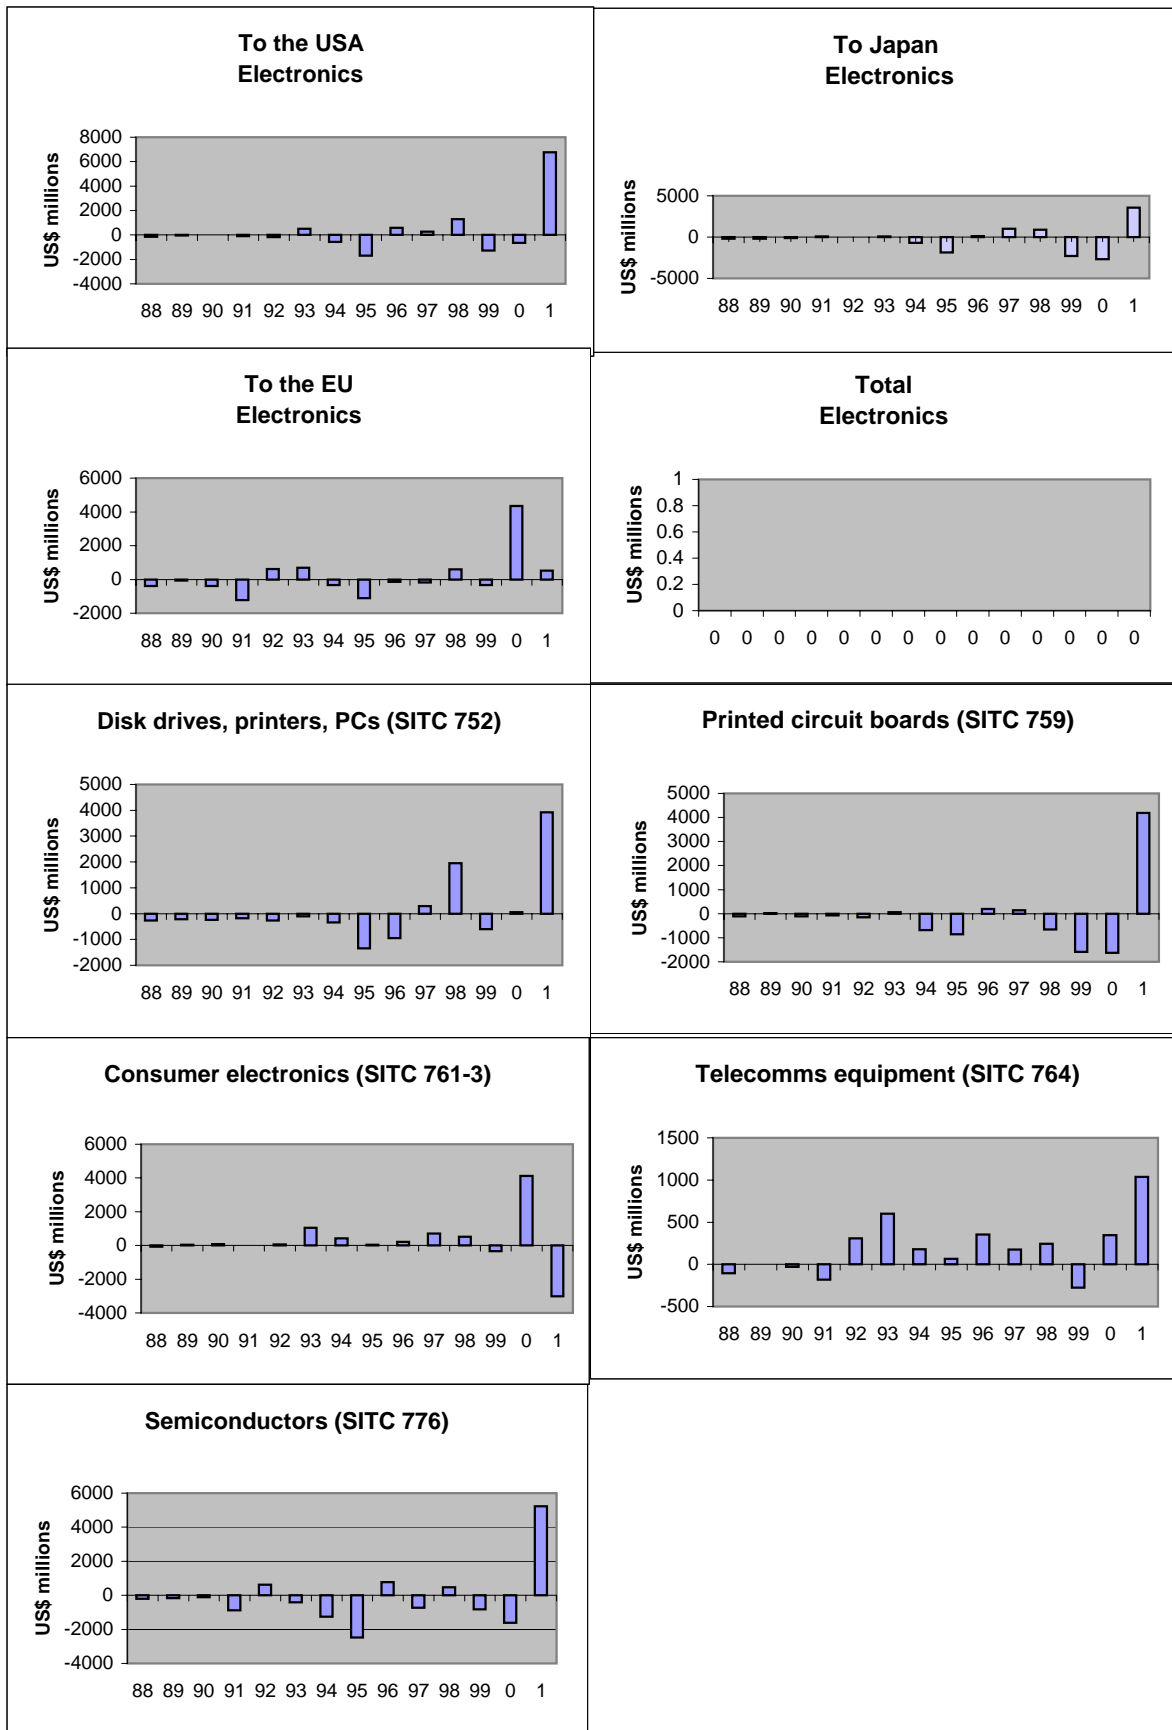 To the USA
Electronics
US$ millions
8000
6000
4000
2000
0
-2000
-4000
88 89 90 91 92 93 94 95 96 97 98 99 0 1
To Japan
Electronics
US$ millions
5000
0
-5000
88 89 90 91 92 93 94 95 96 97 98 99 0 1
To the EU
Electronics
US$ millions
6000
4000
2000
0
-2000
88 89 90 91 92 93 94 95 96 97 98 99 0 1
Total
Electronics
US$ millions
1
0.8
0.6
0.4
0.2
0
0 0 0 0 0 0 0 0 0 0 0 0 0 0
Disk drives, printers, PCs (SITC 752)
US$ millions
5000
4000
3000
2000
1000
0
-1000
-2000
88 89 90 91 92 93 94 95 96 97 98 99 0 1
Printed circuit boards (SITC 759)
US$ millions
5000
4000
3000
2000
1000
0
-1000
-2000
88 89 90 91 92 93 94 95 96 97 98 99 0 1
Consumer electronics (SITC 761-3)
US$ millions
6000
4000
2000
0
-2000
-4000
88 89 90 91 92 93 94 95 96 97 98 99 0 1
Telecomms equipment (SITC 764)
US$ millions
1500
1000
500
0
-500
88 89 90 91 92 93 94 95 96 97 98 99 0 1
Semiconductors (SITC 776)
US$ millions
6000
4000
2000
0
-2000
-4000
88 89 90 91 92 93 94 95 96 97 98 99 0 1